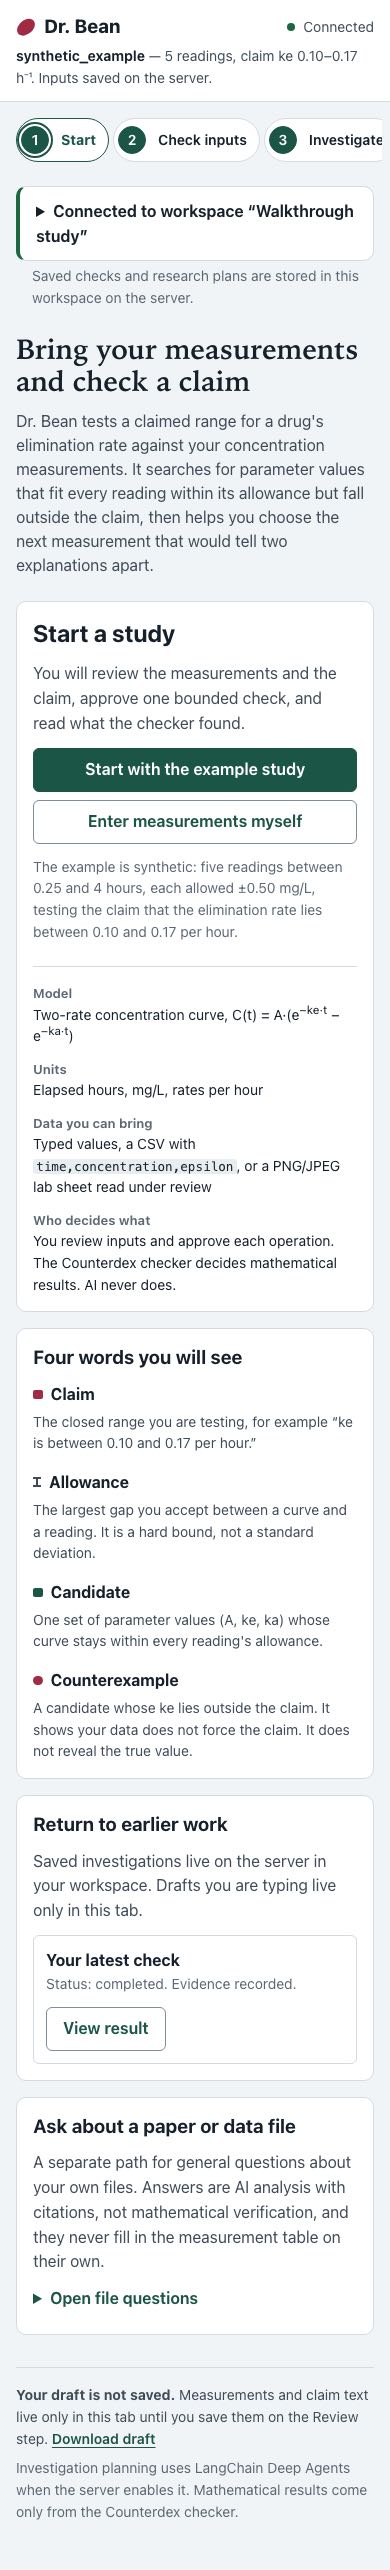 Dr. Bean
Connected
synthetic_example — 5 readings, claim ke 0.10–0.17
h⁻¹. Inputs saved on the server.
1 Start
2 Check inputs
3 Investigate
▶ Connected to workspace “Walkthrough
study”
Saved checks and research plans are stored in this
workspace on the server.
Bring your measurements
and check a claim
Dr. Bean tests a claimed range for a drug's
elimination rate against your concentration
measurements. It searches for parameter values
that fit every reading within its allowance but fall
outside the claim, then helps you choose the
next measurement that would tell two
explanations apart.
Start a study
You will review the measurements and the
claim, approve one bounded check, and
read what the checker found.
Start with the example study
Enter measurements myself
The example is synthetic: five readings between
0.25 and 4 hours, each allowed ±0.50 mg/L,
testing the claim that the elimination rate lies
between 0.10 and 0.17 per hour.
Model
Two-rate concentration curve, C(t) = A·(e−ke·t −
e−ka·t)
Units
Elapsed hours, mg/L, rates per hour
Data you can bring
Typed values, a CSV with
time,concentration,epsilon, or a PNG/JPEG
lab sheet read under review
Who decides what
You review inputs and approve each operation.
The Counterdex checker decides mathematical
results. AI never does.
Four words you will see
Claim
The closed range you are testing, for example “ke
is between 0.10 and 0.17 per hour.”
Allowance
The largest gap you accept between a curve and
a reading. It is a hard bound, not a standard
deviation.
Candidate
One set of parameter values (A, ke, ka) whose
curve stays within every reading's allowance.
Counterexample
A candidate whose ke lies outside the claim. It
shows your data does not force the claim. It does
not reveal the true value.
Return to earlier work
Saved investigations live on the server in
your workspace. Drafts you are typing live
only in this tab.
Your latest check
Status: completed. Evidence recorded.
View result
Ask about a paper or data file
A separate path for general questions about
your own files. Answers are AI analysis with
citations, not mathematical verification, and
they never fill in the measurement table on
their own.
▶ Open file questions
Your draft is not saved. Measurements and claim text
live only in this tab until you save them on the Review
step. Download draft
Investigation planning uses LangChain Deep Agents
when the server enables it. Mathematical results come
only from the Counterdex checker.